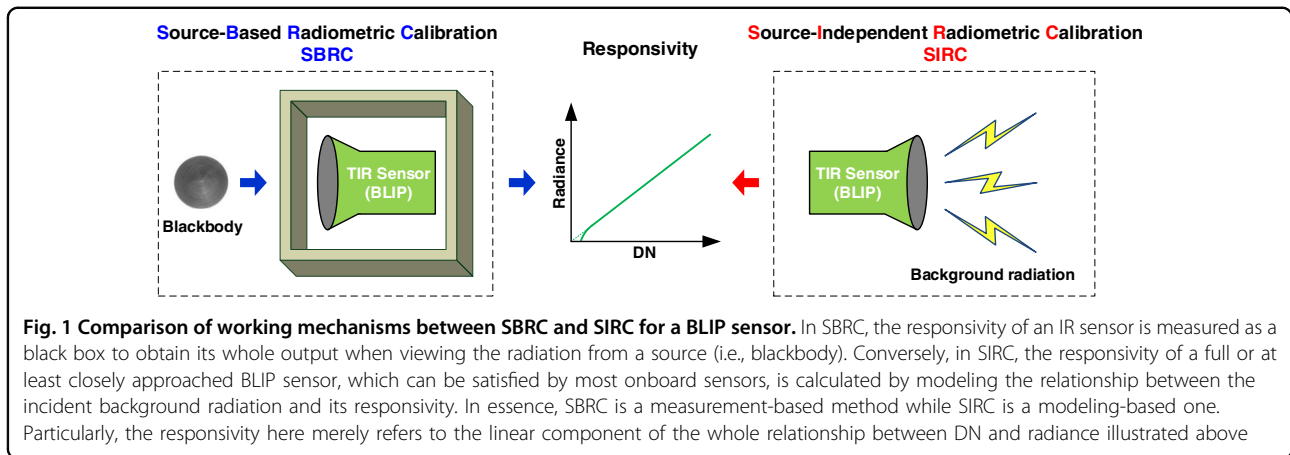 Source-Based Radiometric Calibration
SBRC
Responsivity
Source-Independent Radiometric Calibration
SIRC
Blackbody
TIR Sensor
(BLIP)
Radiance
DN
TIR Sensor
(BLIP)
Background radiation
Fig. 1 Comparison of working mechanisms between SBRC and SIRC for a BLIP sensor. In SBRC, the responsivity of an IR sensor is measured as a
black box to obtain its whole output when viewing the radiation from a source (i.e., blackbody). Conversely, in SIRC, the responsivity of a full or at
least closely approached BLIP sensor, which can be satisfied by most onboard sensors, is calculated by modeling the relationship between the
incident background radiation and its responsivity. In essence, SBRC is a measurement-based method while SIRC is a modeling-based one.
Particularly, the responsivity here merely refers to the linear component of the whole relationship between DN and radiance illustrated above